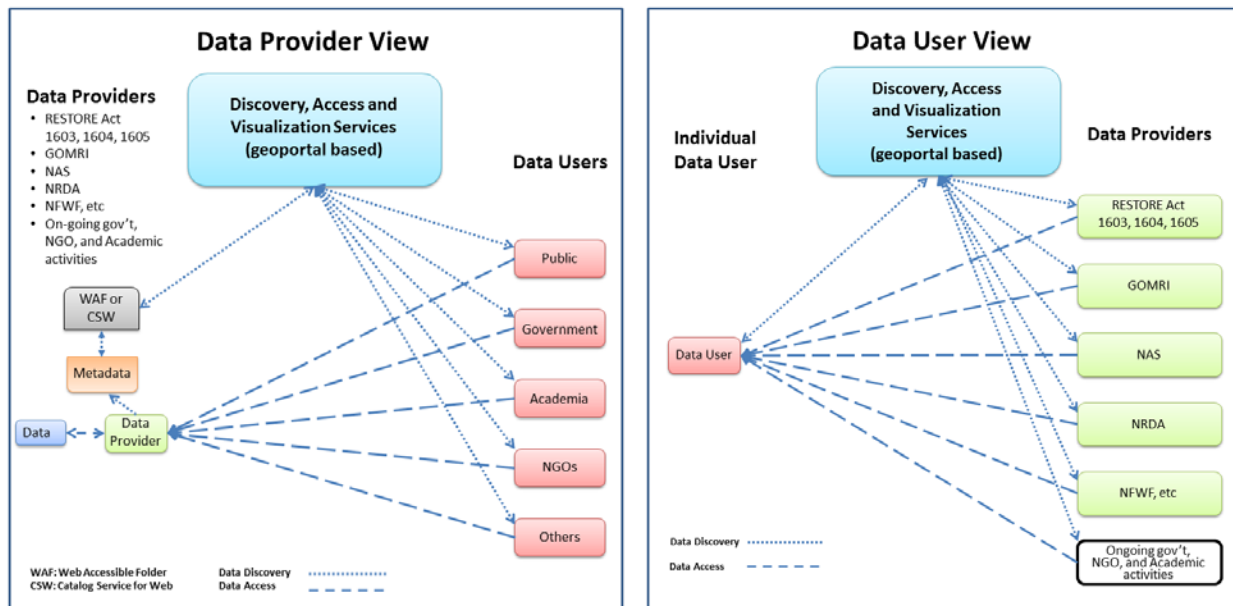 Data Provider View
Discovery, Access and
Visualization Services
(geoportal based)
Data Providers
• RESTORE Act
1603, 1604, 1605
• GOMRI
• NAS
• NRDA
• NFWF, etc
• On-going gov't,
NGO, and Academic
activities
Data Users
Public
Government
Academia
NGOs
Others
WAF or
CSW
Metadata
Data
Data
Provider
WAF: Web Accessible Folder
CSW: Catalog Service for Web
Data Discovery
Data Access
Data User View
Discovery, Access
and Visualization
Services
(geoportal based)
Individual
Data User
Data Providers
RESTORE Act
1603, 1604, 1605
GOMRI
Data User
NAS
NRDA
NFWF, etc
Ongoing gov't,
NGO, and Academic
activities
Data Discovery
Data Access